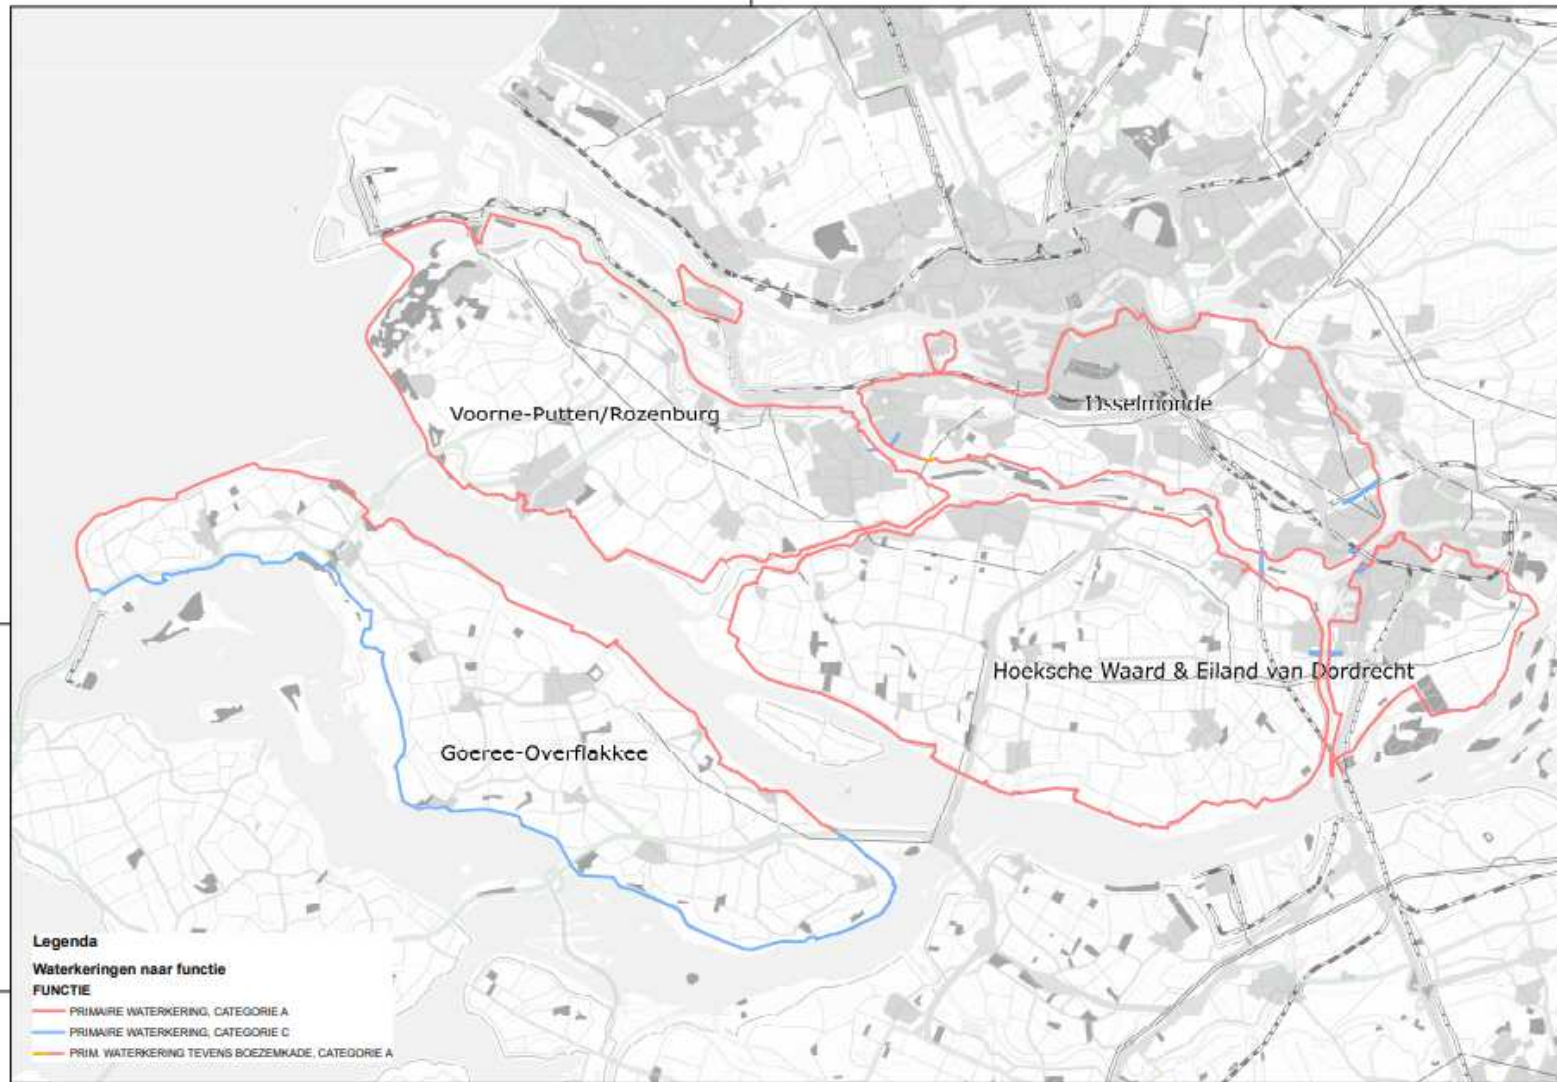 Voorne-Putten/Rozenburg
IJsselmonde
Hoeksche Waard & Eiland van Dordrecht
Goeree-Overflakkee
Legenda
Waterkeringen naar functie
FUNCTIE
PRIMAIRE WATERKERING, CATEGORIE A
PRIMAIRE WATERKERING, CATEGORIE C
PRIM. WATERKERING TEVENS BOEZEMKADE, CATEGORIE A